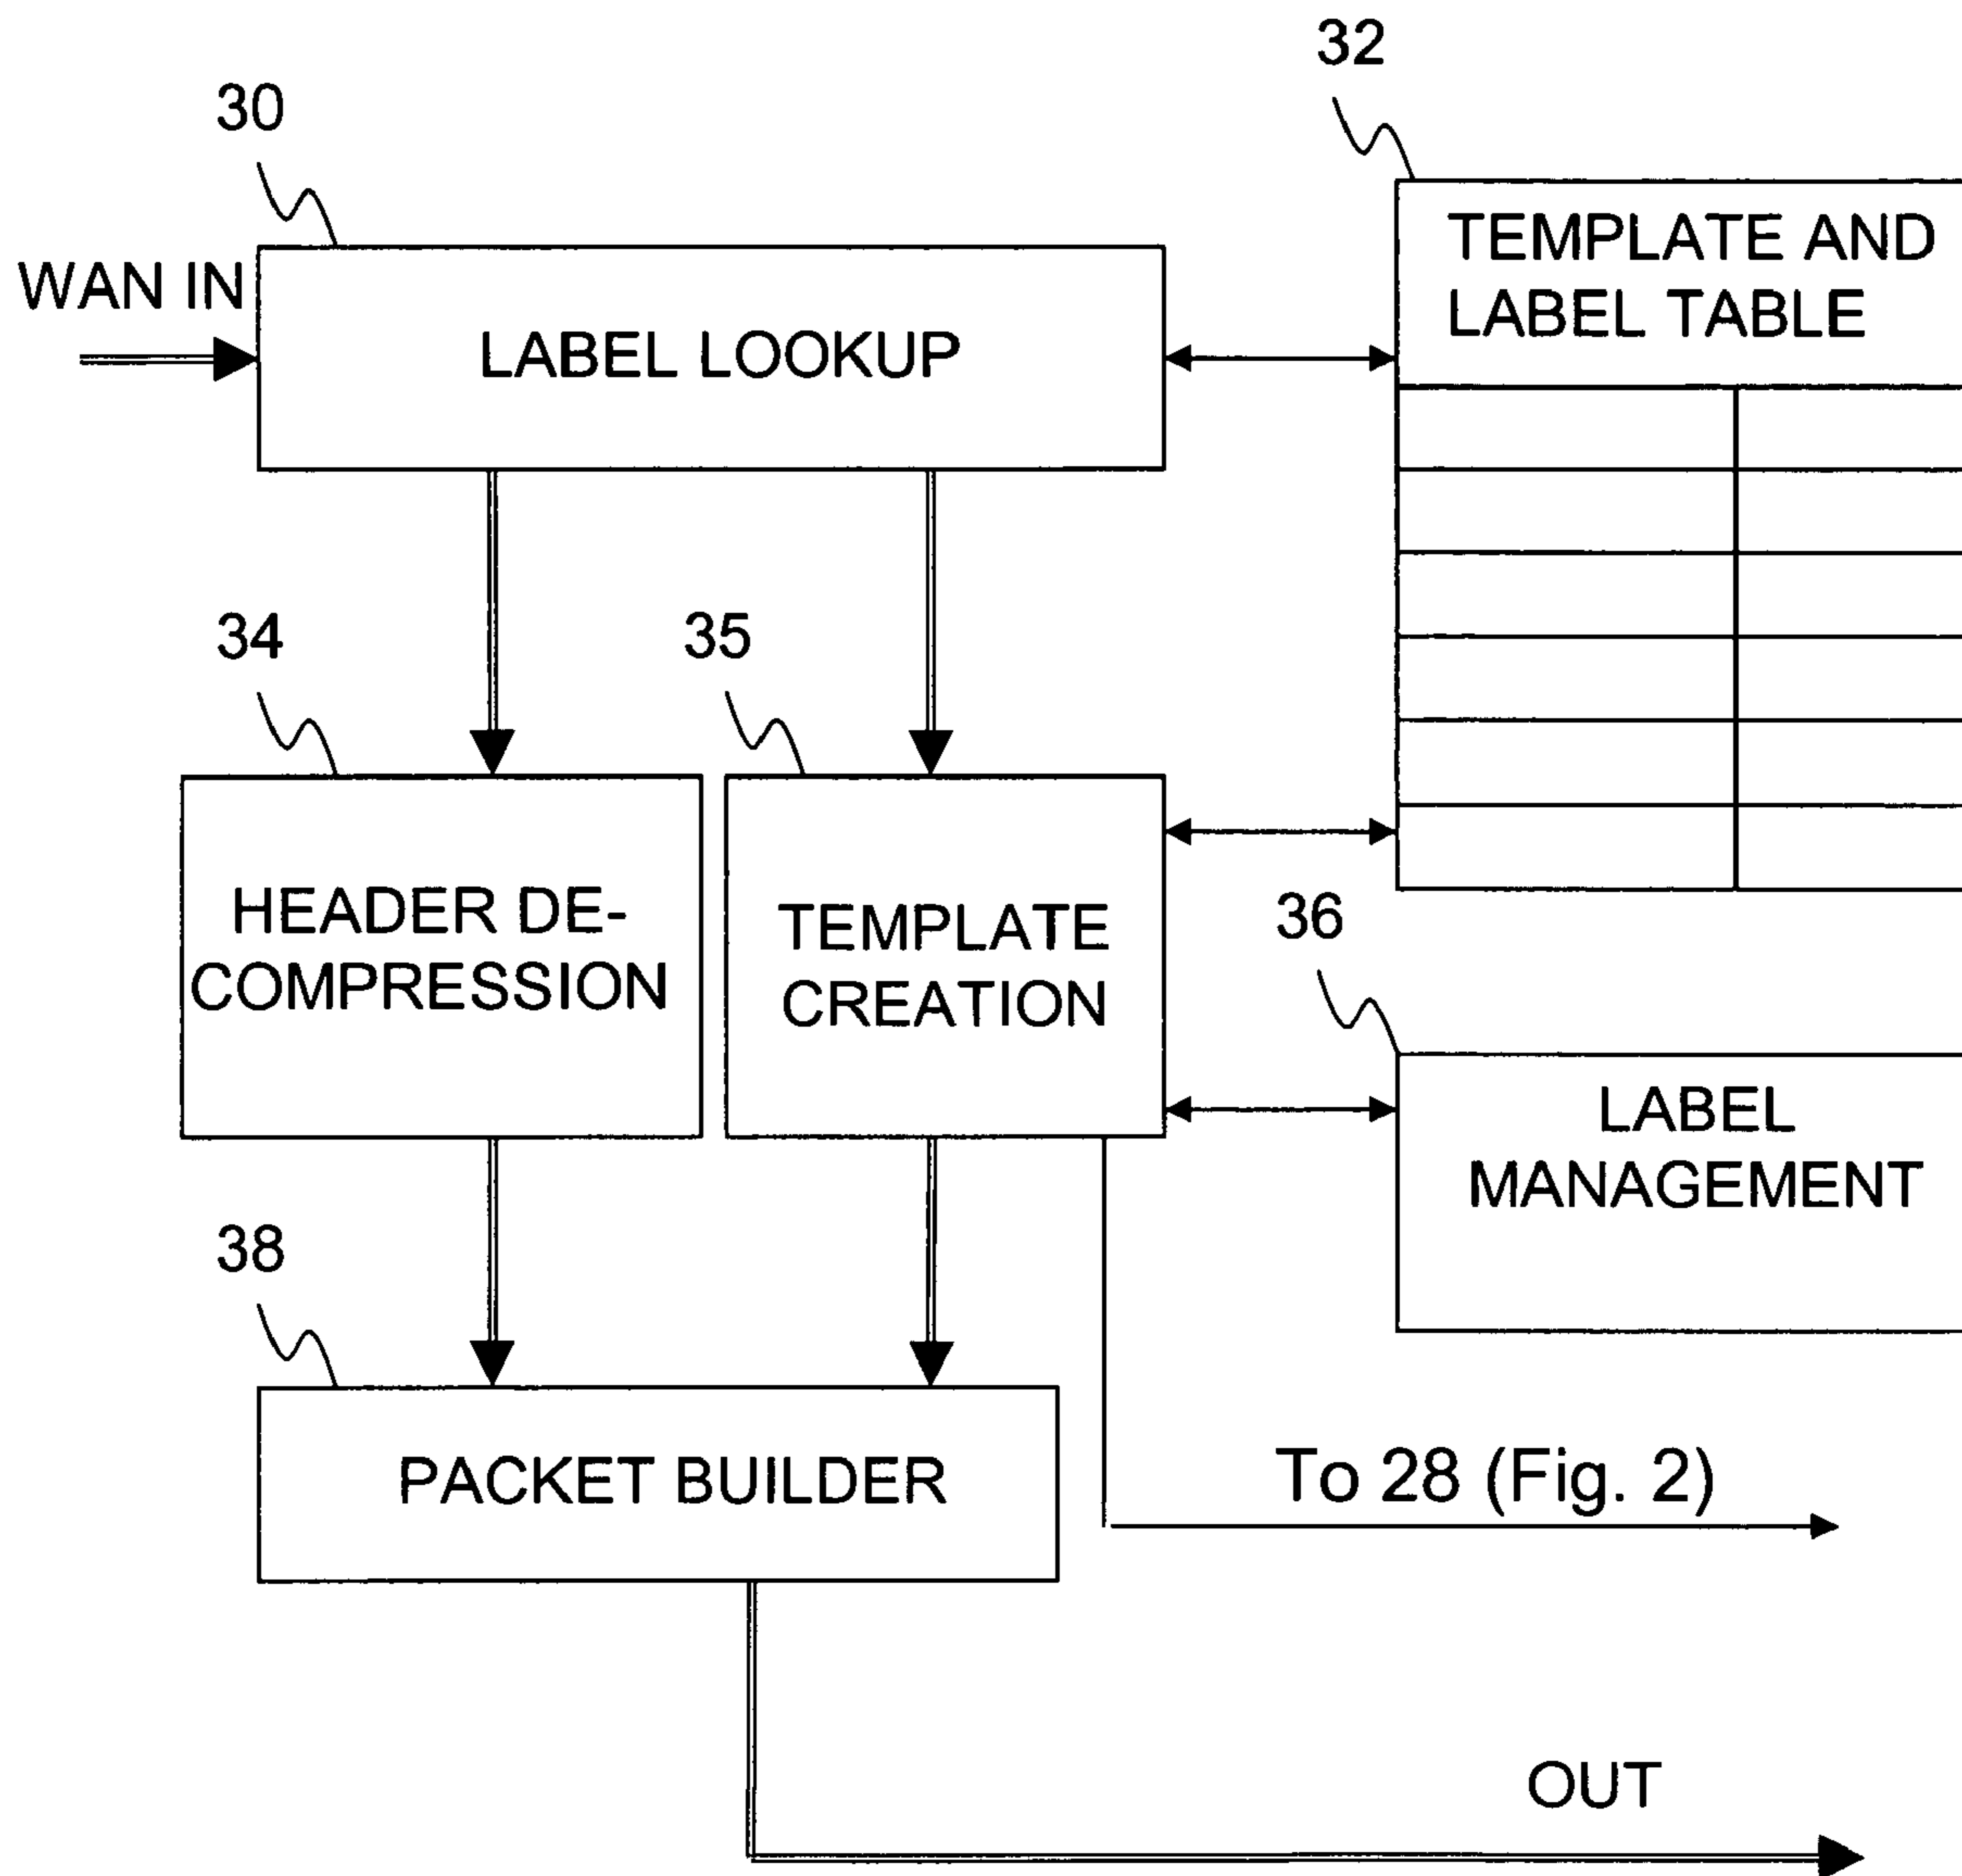 32
30
TEMPLATE AND
LABEL TABLE
WAN IN
LABEL LOOKUP
34
35
HEADER DE-
COMPRESSION
TEMPLATE
CREATION
36
LABEL
MANAGEMENT
38
PACKET BUILDER
To 28 (Fig. 2)
OUT